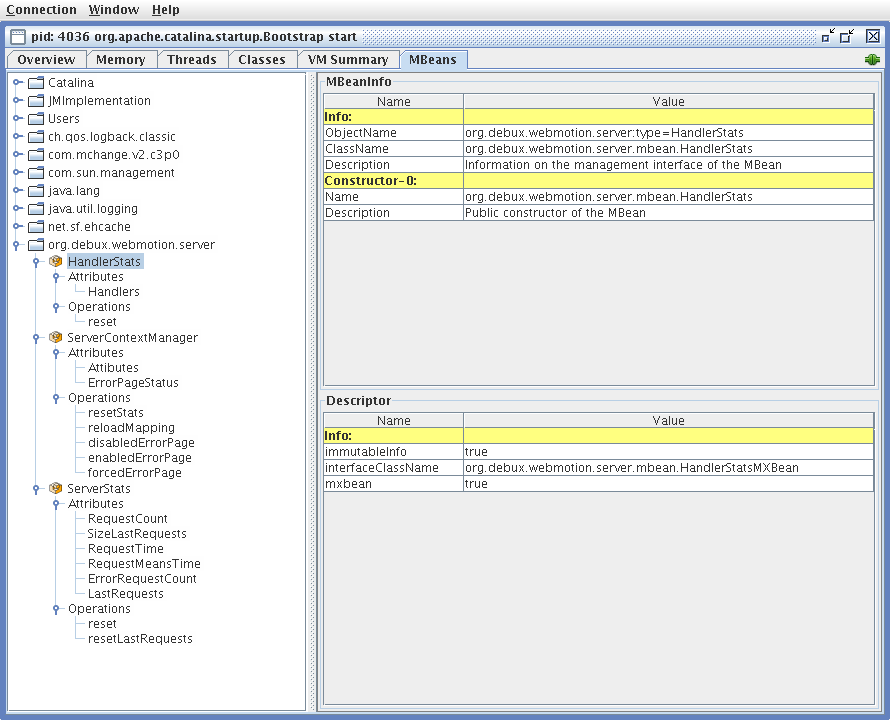 Connection Window Help
pid: 4036 org.apache.catalina.startup.Bootstrap start
Overview Memory Threads Classes VM Summary MBeans
Catalina
JMImplementation
Users
ch.qos.logback.classic
com.mchange.v2.c3p0
com.sun.management
java.lang
java.util.logging
net.sf.ehcache
org.debux.webmotion.server
HandlerStats
Attributes
Handlers
Operations
reset
ServerContextManager
Attributes
Attibutes
ErrorPageStatus
Operations
resetStats
reloadMapping
disabledErrorPage
enabledErrorPage
forcedErrorPage
ServerStats
Attributes
RequestCount
SizeLastRequests
RequestTime
RequestMeansTime
ErrorRequestCount
LastRequests
Operations
reset
resetLastRequests
MBeanInfo
Name Value
Info:
ObjectName org.debux.webmotion.server:type=HandlerStats
ClassName org.debux.webmotion.server.mbean.HandlerStats
Description Information on the management interface of the MBean
Constructor-0:
Name org.debux.webmotion.server.mbean.HandlerStats
Description Public constructor of the MBean
Descriptor
Name Value
Info:
immutableInfo true
interfaceClassName org.debux.webmotion.server.mbean.HandlerStatsMXBean
mxbean true